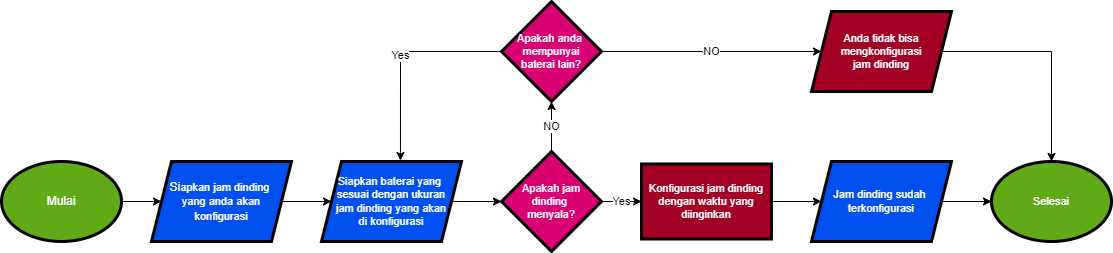 Apakah anda
mempunyai
baterai lain?
Yes
NO
Anda tidak bisa
mengkonfigurasi
jam dinding
NO
Mulai
Siapkan jam dinding
yang anda akan
konfigurasi
Siapkan baterai yang
sesuai dengan ukuran
jam dinding yang akan
di konfigurasi
Apakah jam
dinding
menyala?
Yes
Konfigurasi jam dinding
dengan waktu yang
diinginkan
Jam dinding sudah
terkonfigurasi
Selesai